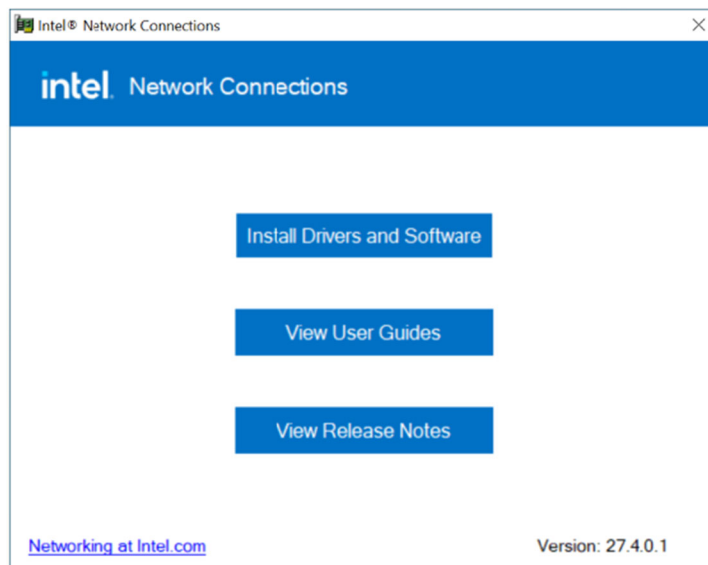 Intel® Network Connections
intel. Network Connections
Install Drivers and Software
View User Guides
View Release Notes
Networking at Intel.com
Version: 27.4.0.1